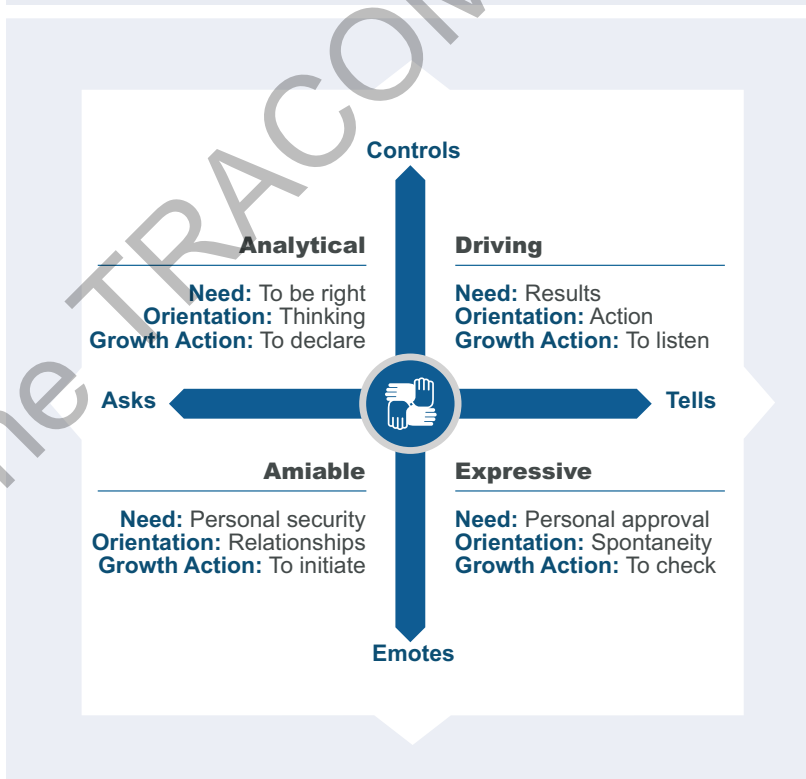 Controls
Analytical
Need: To be right
Orientation: Thinking
Growth Action: To declare
Driving
Need: Results
Orientation: Action
Growth Action: To listen
Asks
Tells
Amiable
Need: Personal security
Orientation: Relationships
Growth Action: To initiate
Expressive
Need: Personal approval
Orientation: Spontaneity
Growth Action: To check
Emotes
he TRACOM